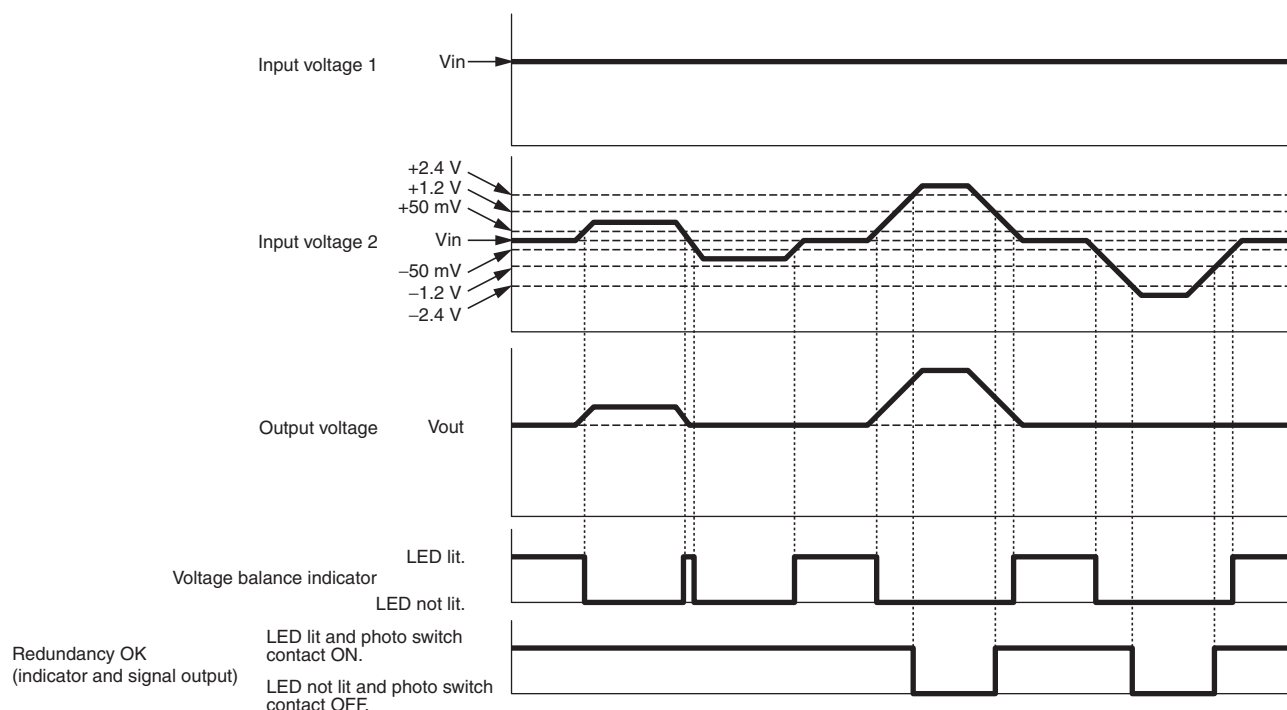 Input voltage 1
Vin
+2.4 V
+1.2 V
+50 mV
Input voltage 2
Vin
−50 mV
−1.2 V
−2.4 V
Output voltage
Vout
Voltage balance indicator
LED lit.
LED not lit.
Redundancy OK
(indicator and signal output)
LED lit and photo switch
contact ON.
LED not lit and photo switch
contact OFF.